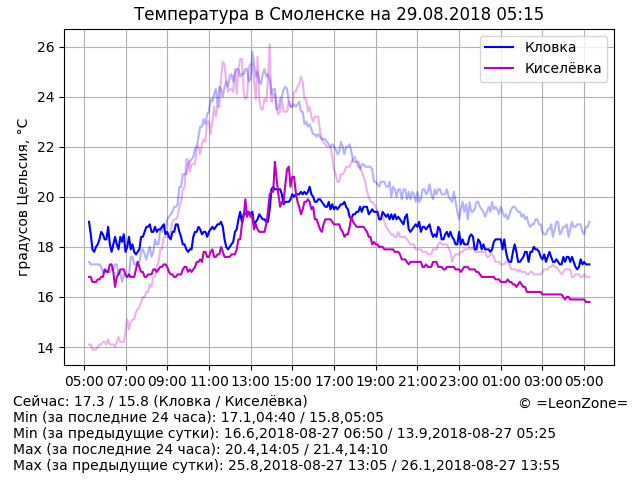 Температура в Смоленске на 29.08.2018 05:15
градусов Цельсия, °C
26
24
22
20
18
16
14
Кловка
Киселёвка
05:00 07:00 09:00 11:00 13:00 15:00 17:00 19:00 21:00 23:00 01:00 03:00 05:00
Сейчас: 17.3 / 15.8 (Кловка / Киселёвка)
© =LeonZone=
Min (за последние 24 часа): 17.1,04:40 / 15.8,05:05
Min (за предыдущие сутки): 16.6,2018-08-27 06:50 / 13.9,2018-08-27 05:25
Max (за последние 24 часа): 20.4,14:05 / 21.4,14:10
Max (за предыдущие сутки): 25.8,2018-08-27 13:05 / 26.1,2018-08-27 13:55